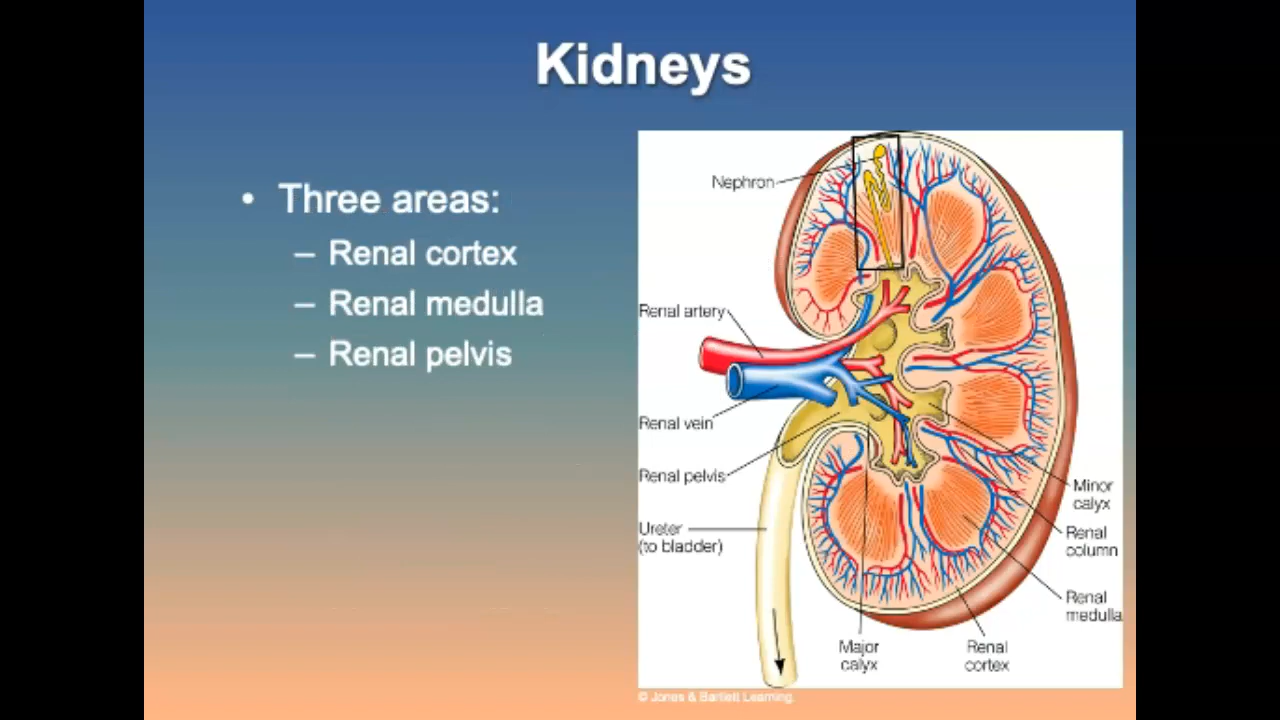 Kidneys
• Three areas:
– Renal cortex
– Renal medulla
– Renal pelvis
Nephron
Renal artery
Renal vein
Renal pelvis
Ureter
(to bladder)
Minor
calyx
Renal
column
Renal
medulla
Major
calyx
Renal
cortex
© Jones & Bartlett Learning.